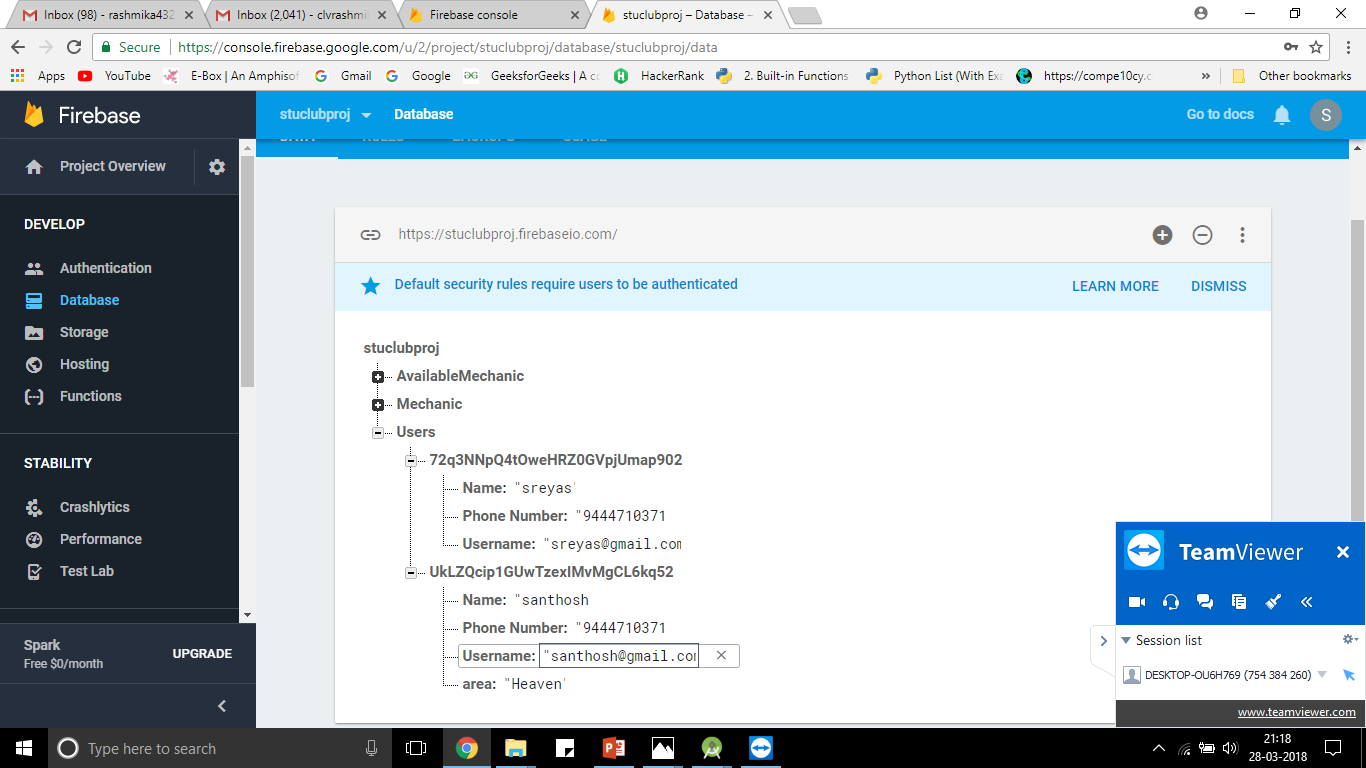 Inbox (98) - rashmika432
Inbox (2,041) - clvrashmi
Firebase console
stuclubproj – Database –
Secure
https://console.firebase.google.com/u/2/project/stuclubproj/database/stuclubproj/data
Apps
YouTube
E-Box | An Amphisof
Gmail
Google
GeeksforGeeks | A c
HackerRank
2. Built-in Functions
Python List (With Exa
https://compe10cy.c
»
Other bookmarks
Firebase
stuclubproj
Database
Go to docs
S
Project Overview
DEVELOP
Authentication
Database
Storage
Hosting
Functions
STABILITY
Crashlytics
Performance
Test Lab
Spark
Free $0/month
UPGRADE
https://stuclubproj.firebaseio.com/
Default security rules require users to be authenticated
LEARN MORE
DISMISS
stuclubproj
AvailableMechanic
Mechanic
Users
72q3NNpQ4tOweHRZ0GVpjUmap902
Name: "sreyas"
Phone Number: "9444710371
Username: "sreyas@gmail.com
UkLZQcip1GUwTzexIMvMgCL6kq52
Name: "santhosh
Phone Number: "9444710371
Username: "santhosh@gmail.com
area: "Heaven"
TeamViewer
Session list
DESKTOP-OU6H769 (754 384 260)
www.teamviewer.com
Type here to search
21:18
28-03-2018